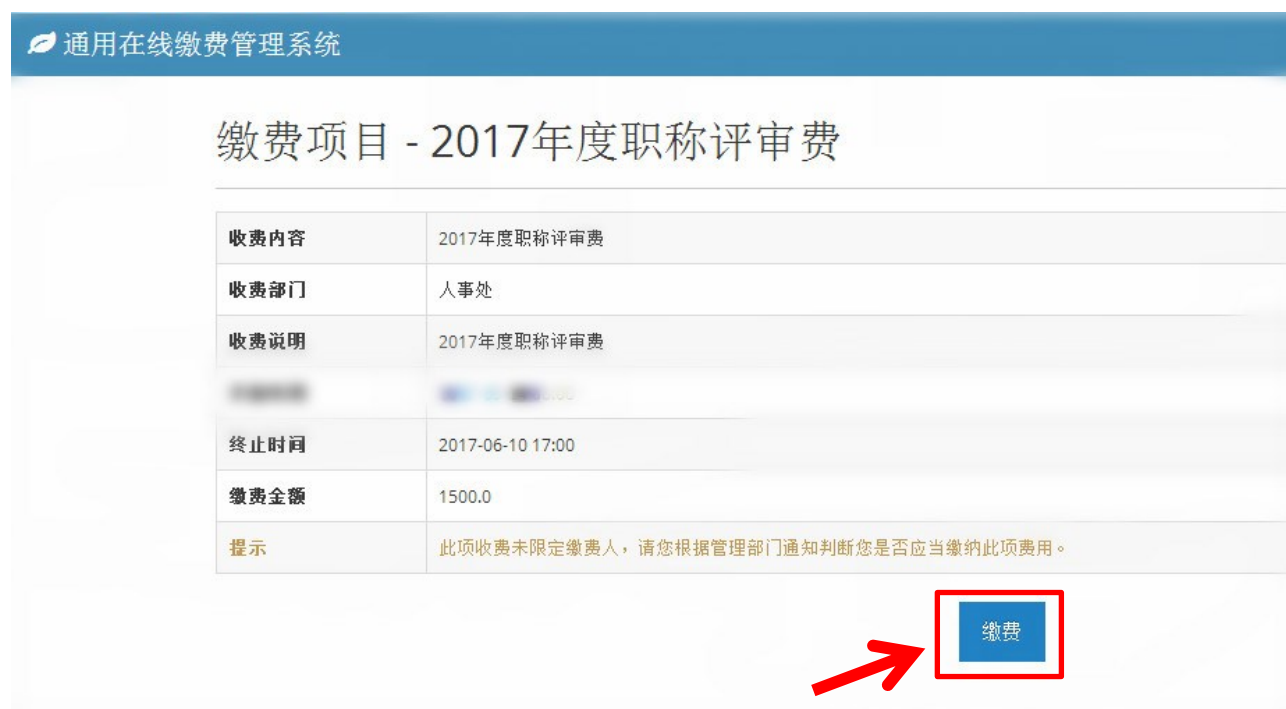 通用在线缴费管理系统
缴费项目 - 2017年度职称评审费
收费内容 2017年度职称评审费
收费部门 人事处
收费说明 2017年度职称评审费
终止时间 2017-06-10 17:00
缴费金额 1500.0
提示 此项收费未限定缴费人，请您根据管理部门通知判断您是否应当缴纳此项费用。
缴费